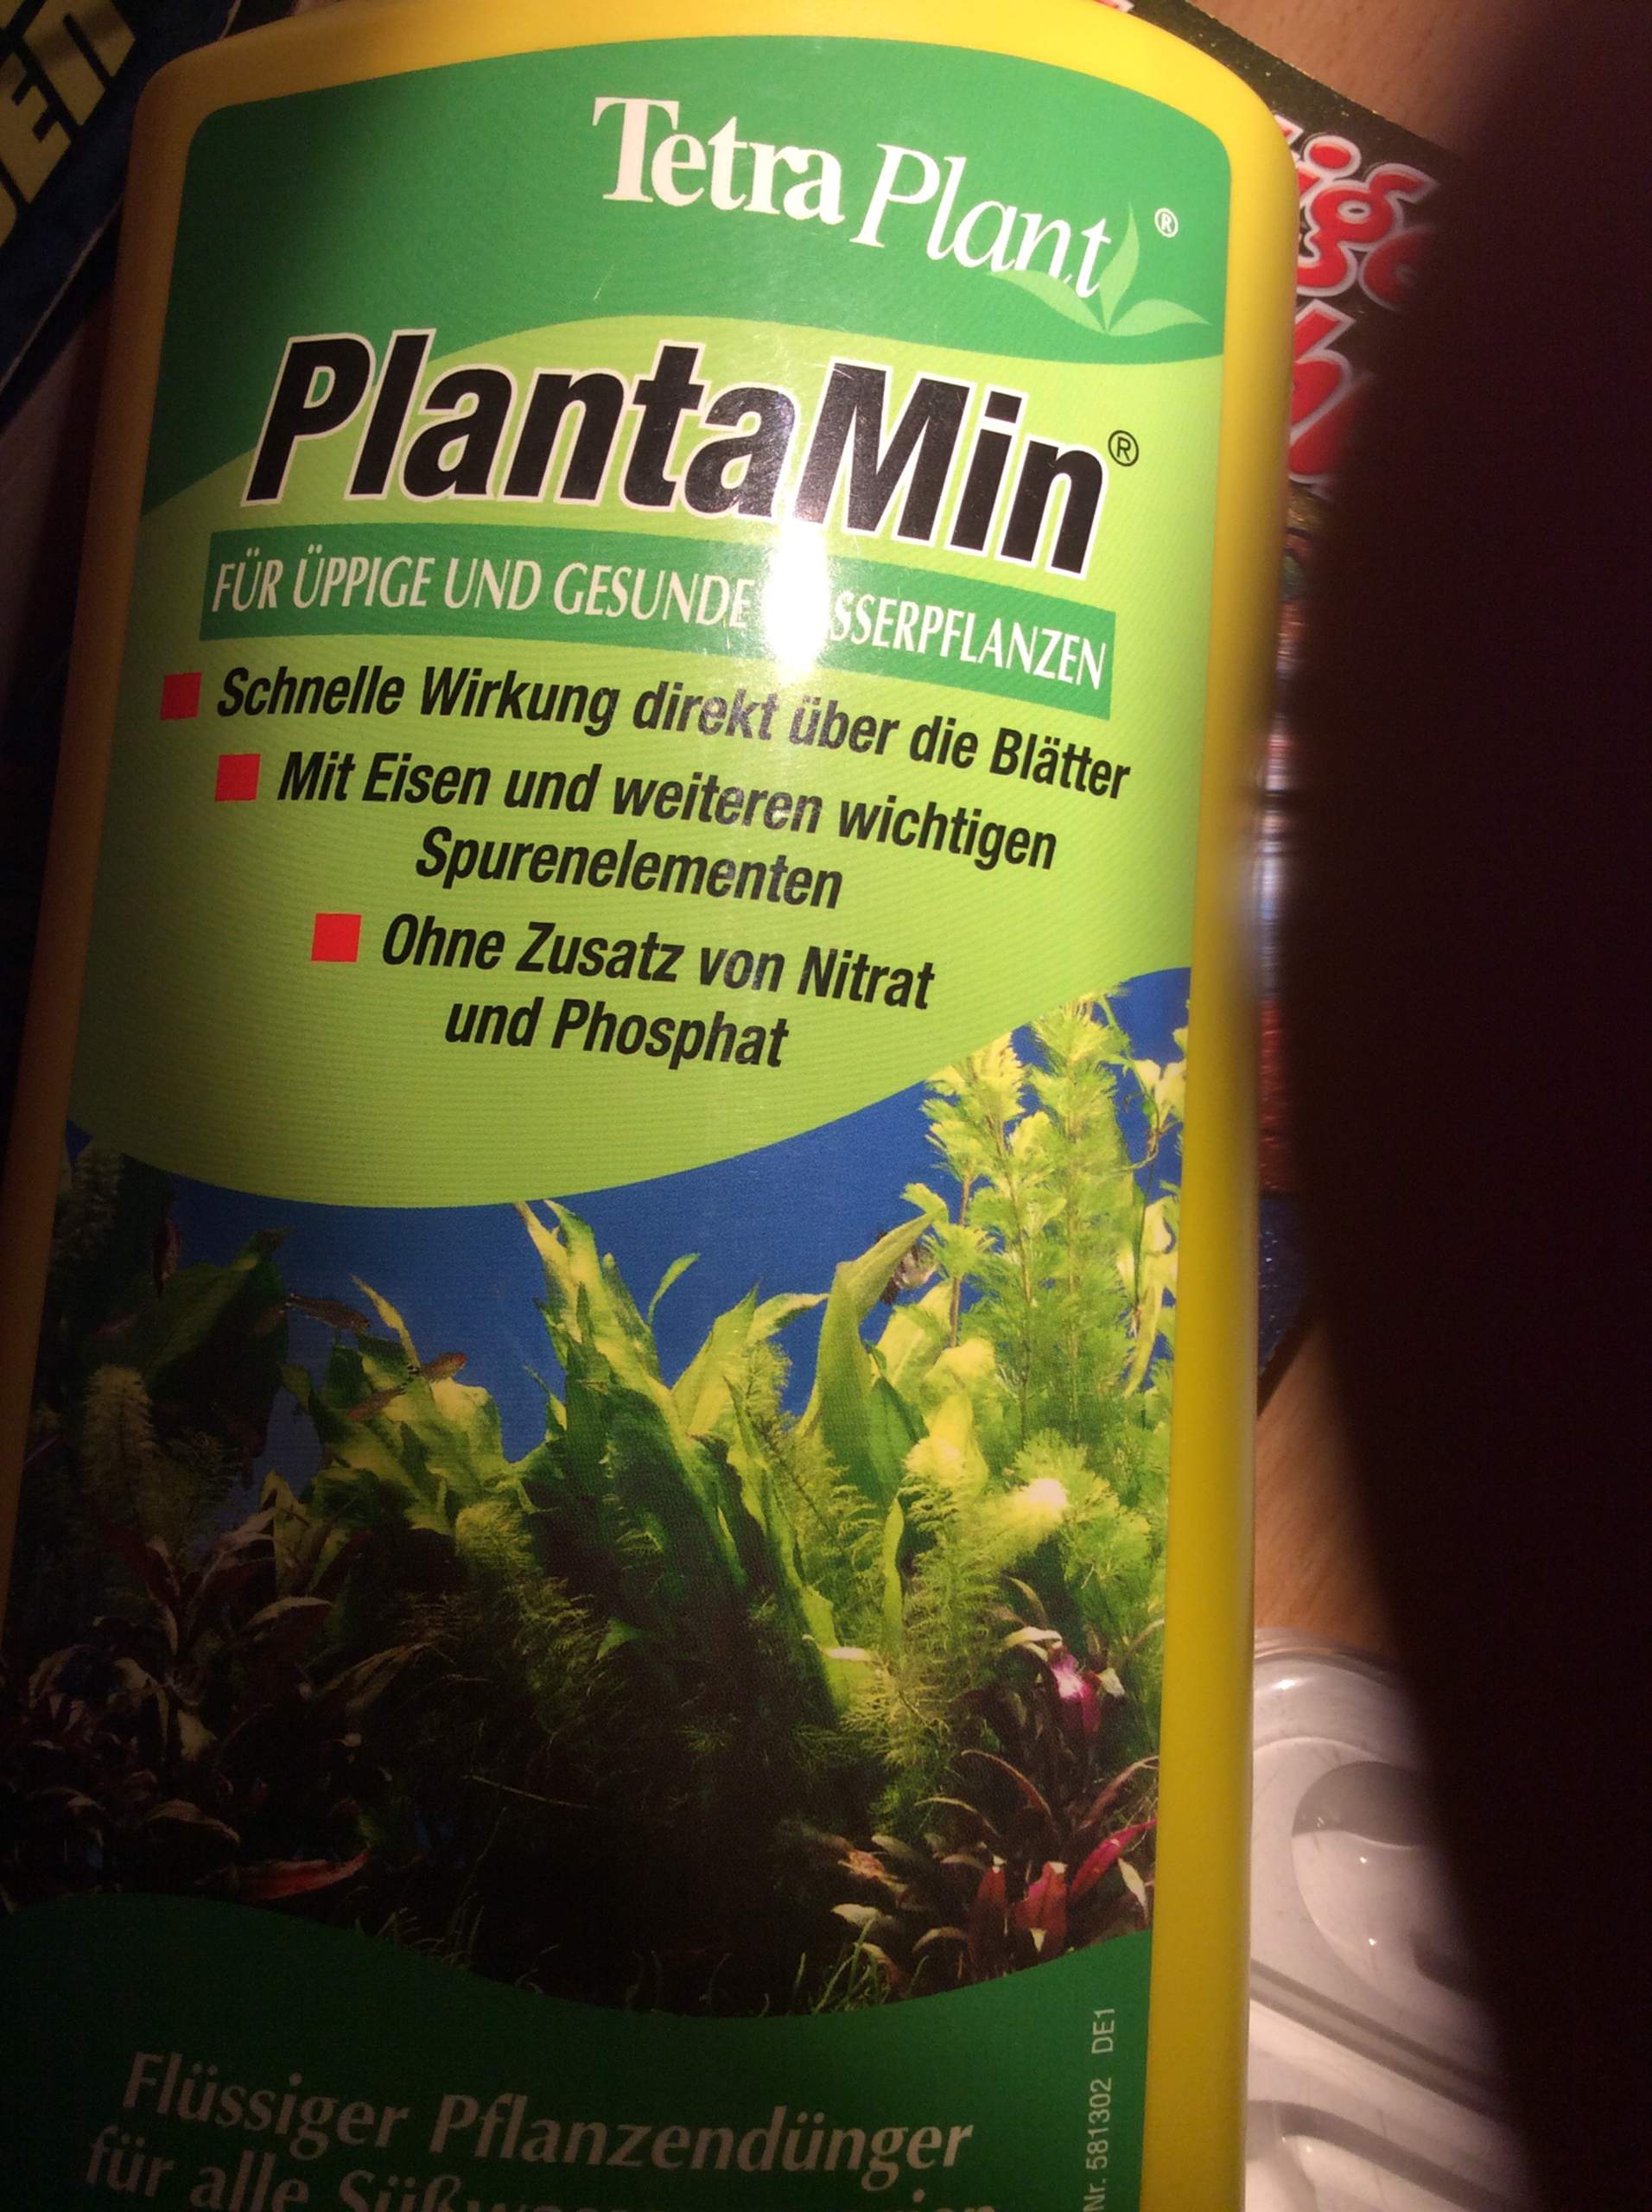 Tetra Plant ®
PlantaMin®
FÜR ÜPPIGE UND GESUNDE
Schnelle Wirkung direkt über die Blätter
Mit Eisen und weiteren wichtigen
Spurenelementen
Ohne Zusatz von Nitrat
und Phosphat
Flüssiger Pflanzendünger
für alle
Nr. 581302 DE1